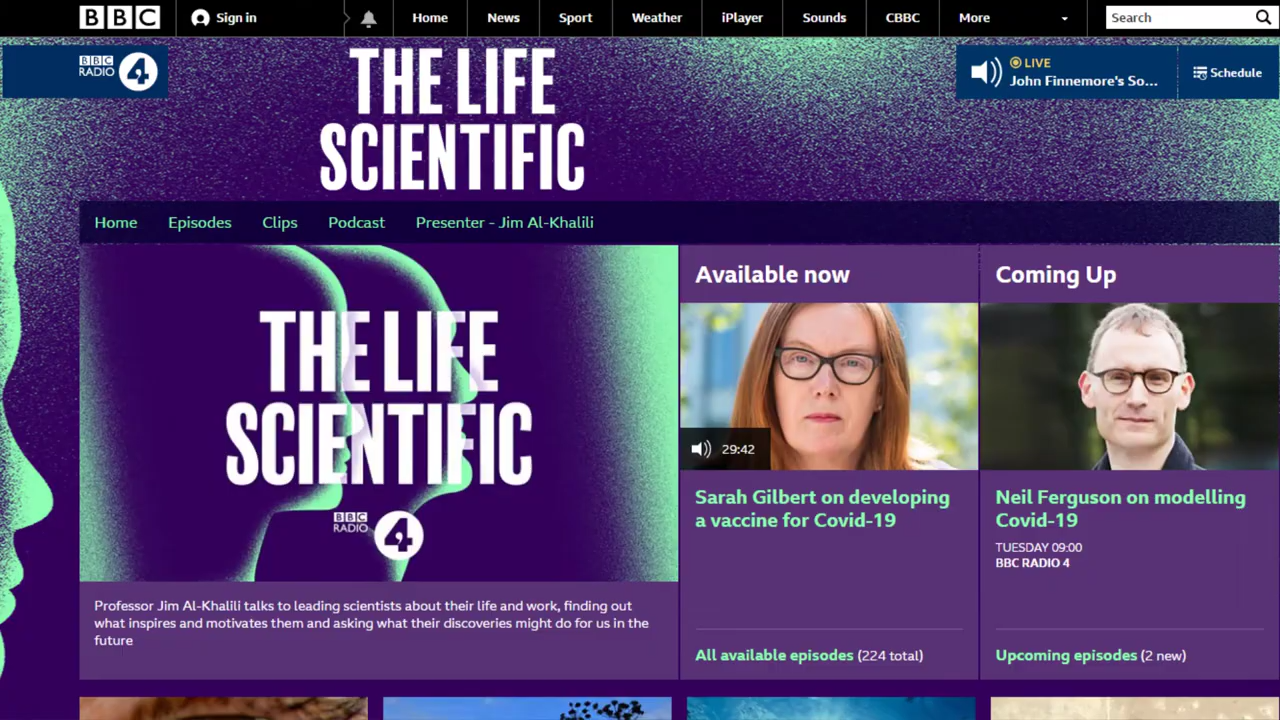 BBC
Sign in
Home
News
Sport
Weather
iPlayer
Sounds
CBBC
More
Search
BBC
RADIO 4
THE LIFE
SCIENTIFIC
LIVE
John Finnemore's So...
Schedule
Home
Episodes
Clips
Podcast
Presenter - Jim Al-Khalili
THE LIFE
SCIENTIFIC
BBC
RADIO 4
Professor Jim Al-Khalili talks to leading scientists about their life and work, finding out
what inspires and motivates them and asking what their discoveries might do for us in the
future
Available now
29:42
Sarah Gilbert on developing
a vaccine for Covid-19
All available episodes (224 total)
Coming Up
Neil Ferguson on modelling
Covid-19
TUESDAY 09:00
BBC RADIO 4
Upcoming episodes (2 new)